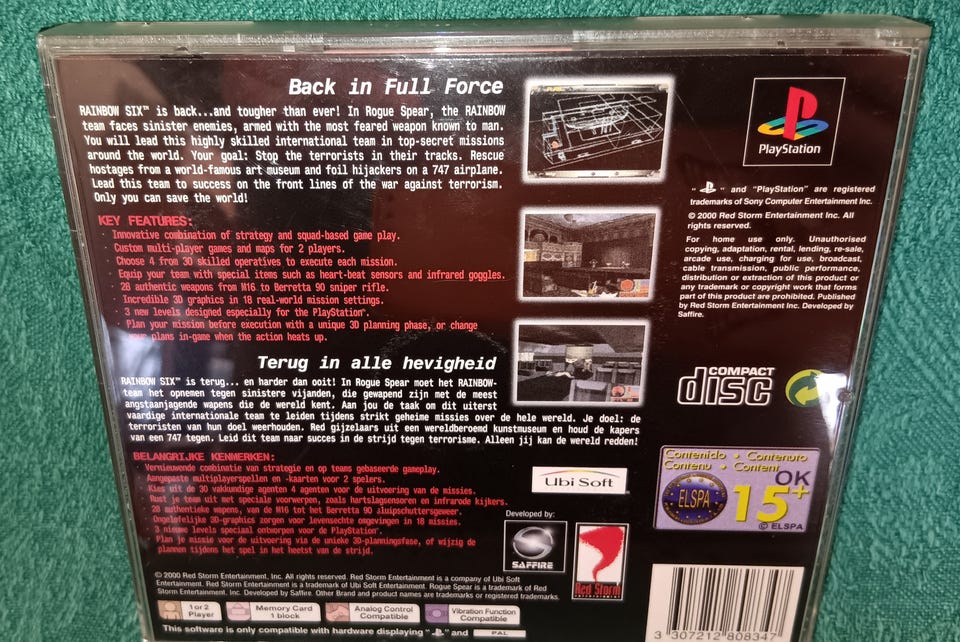 Back in Full Force
RAINBOW SIX™ is back...and tougher than ever! In Rogue Spear, the RAINBOW
team faces sinister enemies, armed with the most feared weapon known to man.
You will lead this highly skilled international team in top-secret missions
around the world. Your goal: Stop the terrorists in their tracks. Rescue
hostages from a world-famous art museum and foil hijackers on a 747 airplane.
Lead this team to success on the front lines of the war against terrorism.
Only you can save the world!
KEY FEATURES:
· Innovative combination of strategy and squad-based game play.
· Custom multi-player games and maps for 2 players.
· Choose 4 from 30 skilled operatives to execute each mission.
· Equip your team with special items such as heart-beat sensors and infrared goggles.
· 28 authentic weapons from M16 to Berretta 90 sniper rifle.
· Incredible 3D graphics in 18 real-world mission settings.
· 3 new levels designed especially for the PlayStation®.
· Plan your mission before execution with a unique 3D planning phase, or change
your plans in-game when the action heats up.
Terug in alle hevigheid
RAINBOW SIX™ is terug... en harder dan ooit! In Rogue Spear moet het RAINBOW-
team het opnemen tegen sinistere vijanden, die gewapend zijn met de meest
angstaanjagende wapens die de wereld kent. Aan jou de taak om dit uiterst
vaardige internationale team te leiden tijdens strikt geheime missies over de hele wereld. Je doel: de
terroristen van hun doel weerhouden. Red gijzelaars uit een wereldberoemd kunstmuseum en houd de kapers
van een 747 tegen. Leid dit team naar succes in de strijd tegen terrorisme. Alleen jij kan de wereld redden!
BELANGRIJKE KENMERKEN:
· Vernieuwende combinatie van strategie en op teams gebaseerde gameplay.
· Aangepaste multiplayerspellen en -kaarten voor 2 spelers.
· Kies uit de 30 vakkundige agenten 4 agenten voor de uitvoering van de missies.
· Rust je team uit met speciale voorwerpen, zoals hartslagsensoren en infrarode kijkers.
· 28 authentieke wapens, van de M16 tot het Berretta 90 sluipschuttersgeweer.
· Ongelofelijke 3D-graphics zorgen voor levensechte omgevingen in 18 missies.
· 3 nieuwe levels speciaal ontworpen voor de PlayStation®.
· Plan je missie voor de uitvoering via de unieke 3D-planningsfase, of wijzig de
plannen tijdens het spel in het heetst van de strijd.
© 2000 Red Storm Entertainment, Inc. All rights reserved. Red Storm Entertainment is a company of Ubi Soft
Entertainment. Red Storm Entertainment is a trademark of Red Storm Entertainment, Inc. Rogue Spear is a trademark of Red
Storm Entertainment, Inc. Developed by Saffire. Other Brand and product names are trademarks or registered trademarks.
1 or 2
Player
Memory Card
1 block
Analog Control
Compatible
Vibration Function
Compatible
This software is only compatible with hardware displaying " " and PAL
Ubi Soft
Developed by:
SAFFIRE
Red Storm
ENTERTAINMENT
PlayStation
" " and "PlayStation" are registered
trademarks of Sony Computer Entertainment Inc.
© 2000 Red Storm Entertainment Inc. All
rights reserved.
For home use only. Unauthorised
copying, adaptation, rental, lending, re-sale,
arcade use, charging for use, broadcast,
cable transmission, public performance,
distribution or extraction of this product or
any trademark or copyright work that forms
part of this product are prohibited. Published
by Red Storm Entertainment Inc. Developed by
Saffire.
COMPACT
disc
Contenido • Contenuto
Contenu • Content
ELSPA
OK
15+
© ELSPA
3 307212 808347